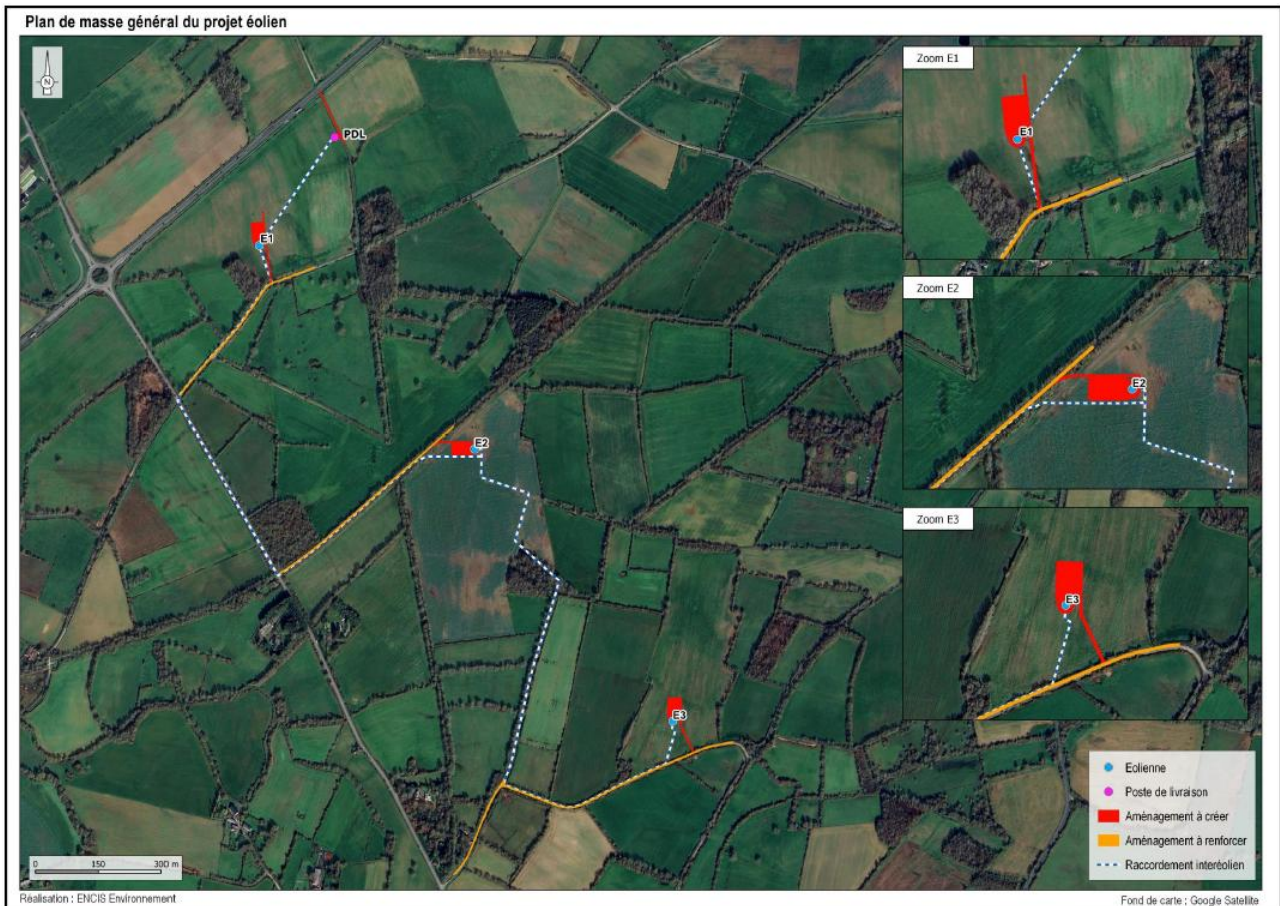 Plan de masse général du projet éolien
N
Zoom E1
E1
PDL
E1
Zoom E2
E2
E2
Zoom E3
E3
E3
Eolienne
Poste de livraison
Aménagement à créer
Aménagement à renforcer
Raccordement interéolien
0 150 300 m
Réalisation : ENCIS Environnement
Fond de carte : Google Satellite